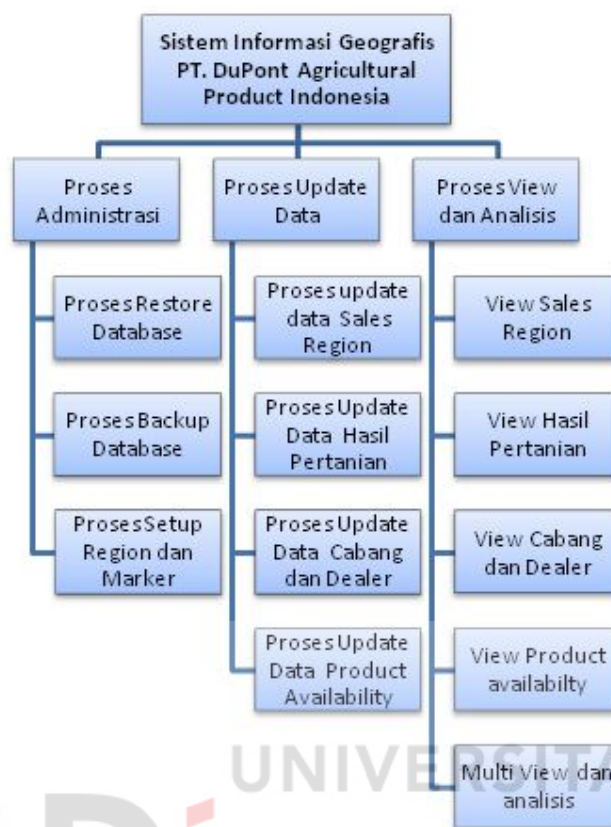 Sistem Informasi Geografis
PT. DuPont Agricultural
Product Indonesia
Proses
Administrasi
Proses Restore
Database
Proses Backup
Database
Proses Setup
Region dan
Marker
Proses Update
Data
Proses update
data Sales
Region
Proses Update
Data Hasil
Pertanian
Proses Update
Data Cabang
dan Dealer
Proses Update
Data Product
Availability
Proses View
dan Analisis
View Sales
Region
View Hasil
Pertanian
View Cabang
dan Dealer
View Product
availabilty
Multi View dan
analisis
UNIVERSITA